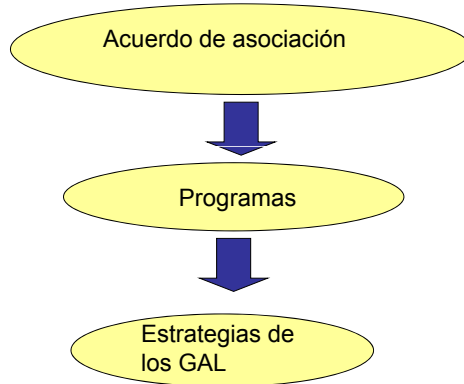 Acuerdo de asociación
Programas
Estrategias de
los GAL